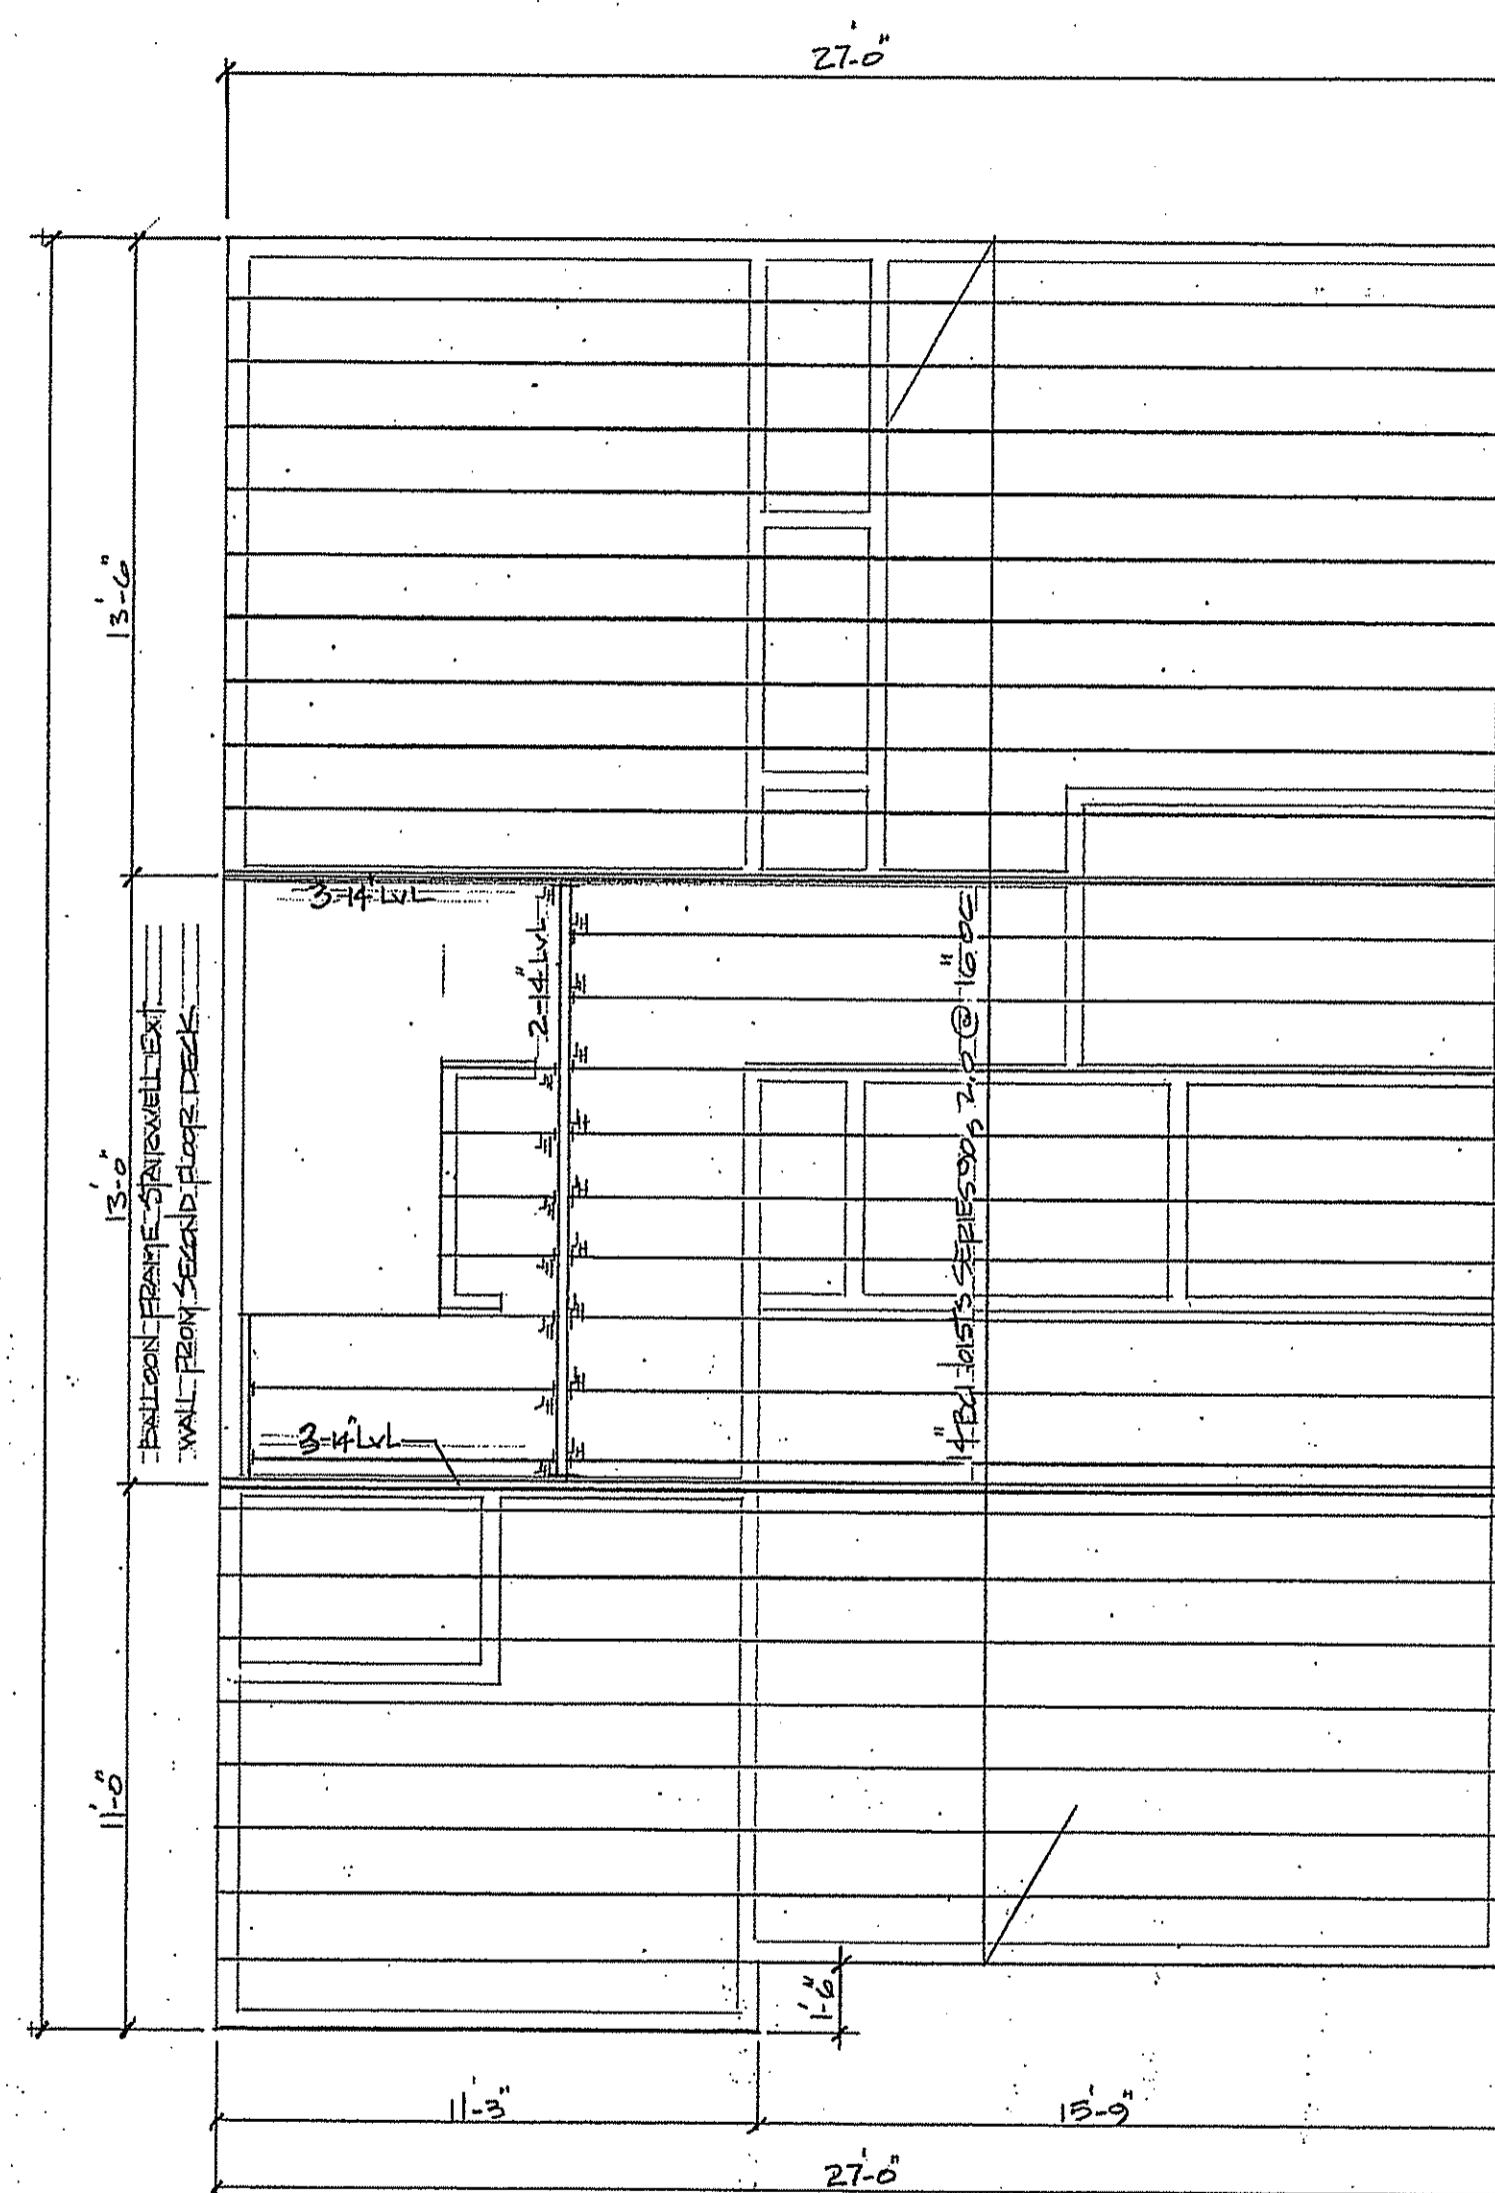 27'-0"
13'-6"
3-14" LVL
2-14" LVL
BALLOON FRAME STAIRWELL EXT.
WALL FROM SECOND FLOOR DECK
13'-0"
14" BCI JOISTS SERIES 90s 2.0 @ 16" OC
3-14" LVL
11'-0"
1'-6"
11'-3"
15'-9"
27'-0"